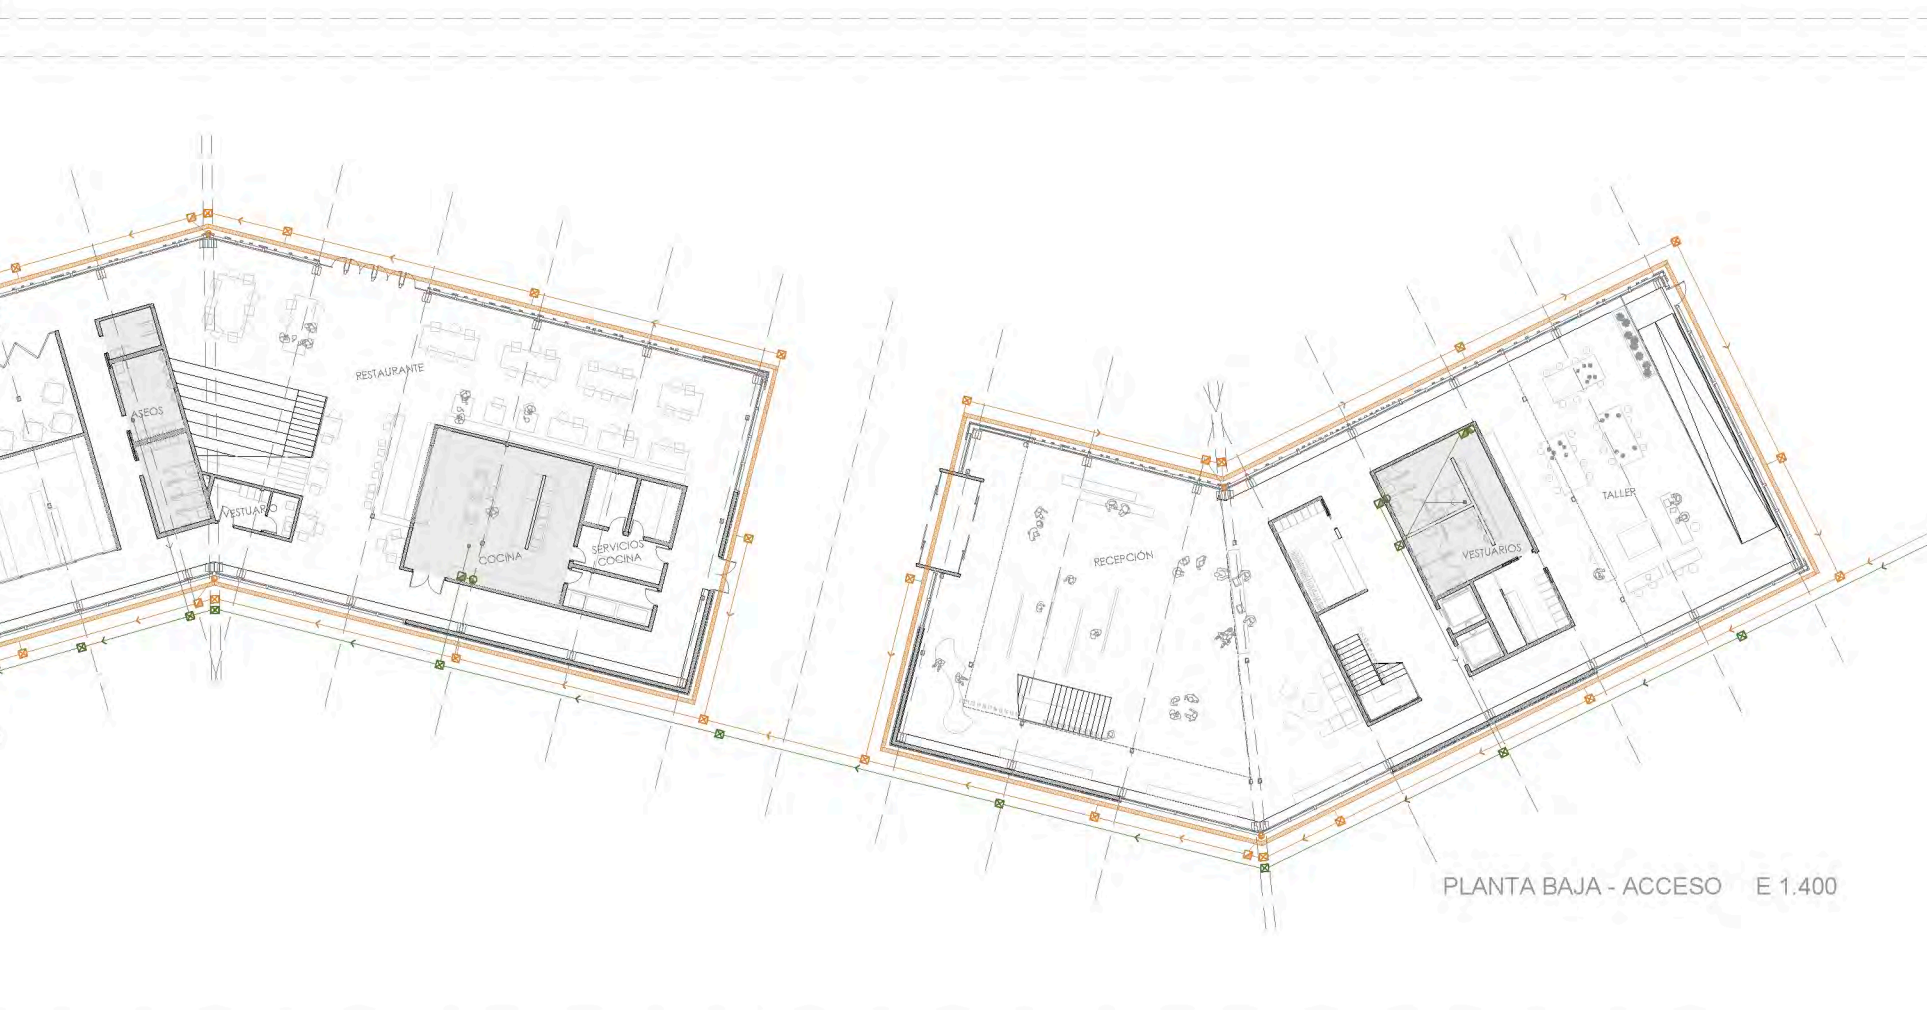 RESTAURANTE
ASEOS
VESTUARIO
COCINA
SERVICIOS
COCINA
RECEPCIÓN
TALLER
VESTUARIOS
PLANTA BAJA - ACCESO E 1.400